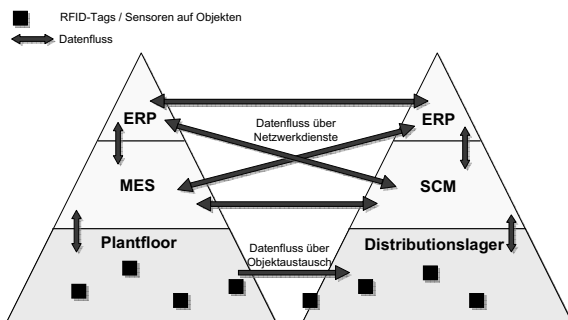 RFID-Tags / Sensoren auf Objekten
Datenfluss
ERP
Datenfluss über
Netzwerkdienste
ERP
MES
SCM
Plantfloor
Datenfluss über
Objektaustausch
Distributionslager